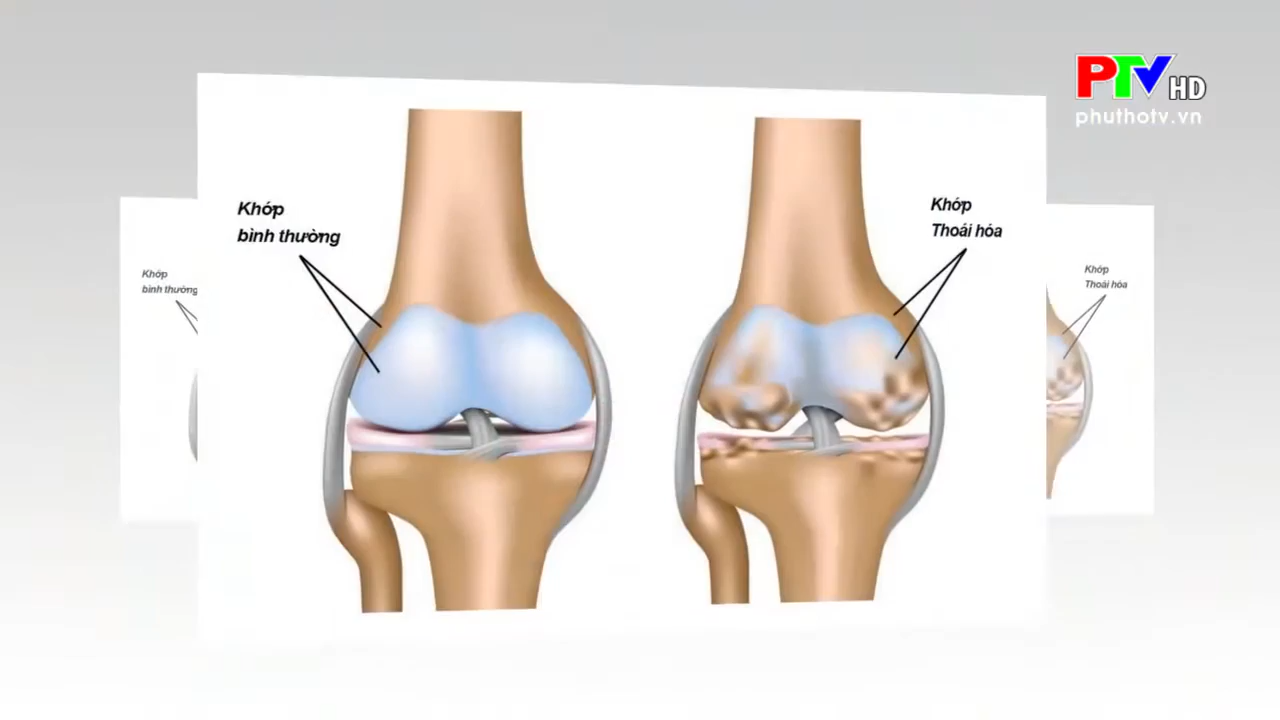 PTV HD
phuthotv.vn
Khớp
bình thường
Khớp
Thoái hóa
Khớp
bình thường
Khớp
Thoái hóa